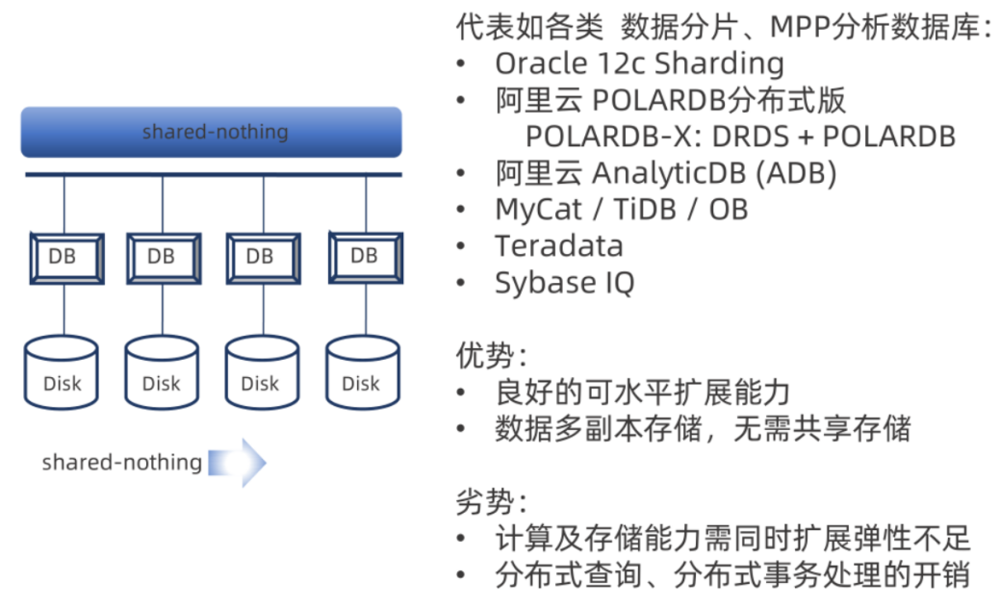 shared-nothing
DB
DB
DB
DB
Disk
Disk
Disk
Disk
shared-nothing
代表如各类 数据分片、MPP分析数据库：
• Oracle 12c Sharding
• 阿里云 POLARDB分布式版
POLARDB-X: DRDS + POLARDB
• 阿里云 AnalyticDB (ADB)
• MyCat / TiDB / OB
• Teradata
• Sybase IQ
优势：
• 良好的可水平扩展能力
• 数据多副本存储，无需共享存储
劣势：
• 计算及存储能力需同时扩展弹性不足
• 分布式查询、分布式事务处理的开销